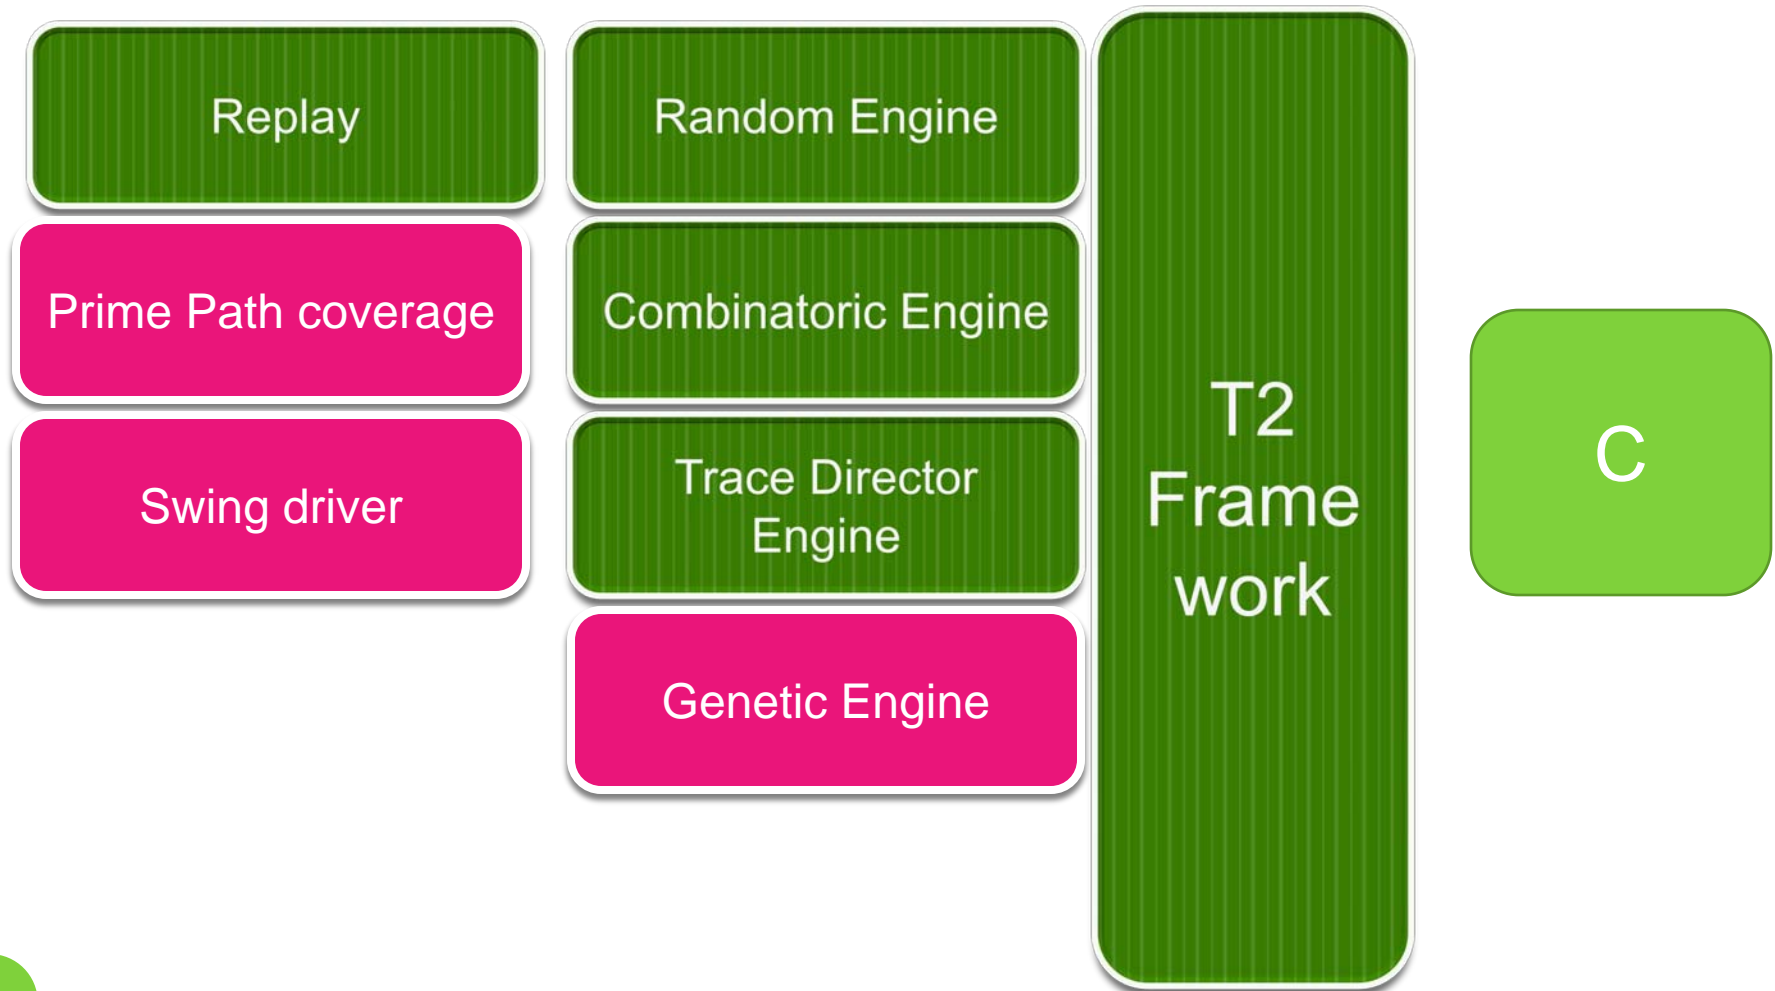 Replay
Random Engine
Prime Path coverage
Combinatoric Engine
Swing driver
Trace Director
Engine
Genetic Engine
T2
Frame
work
C